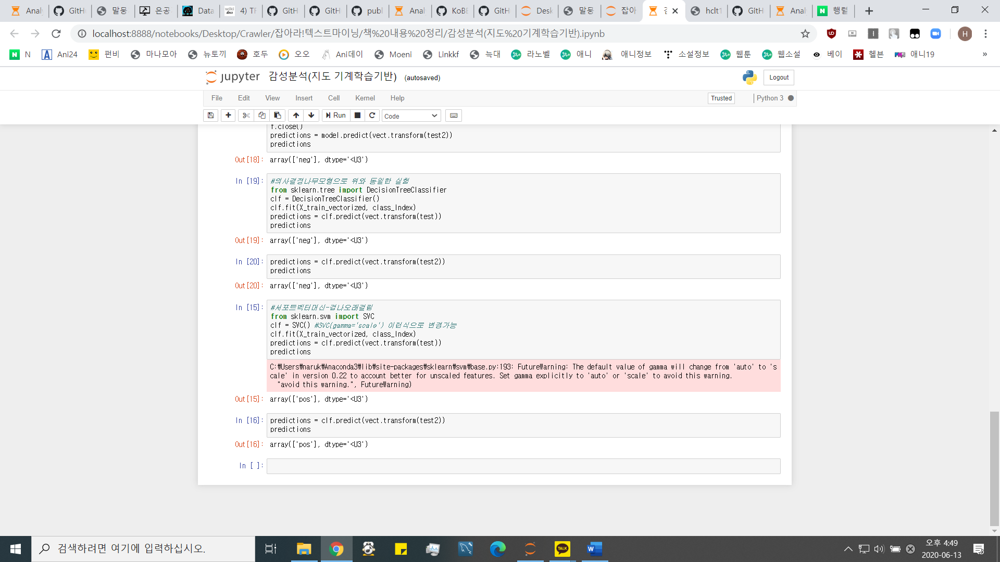 Analy
GitH
말뭉
은공
Data
4) TF
GitH
GitH
publ
Analy
KoBE
GitH
Desk
말뭉
잡아
hclt1
GitH
Analy
행렬
localhost:8888/notebooks/Desktop/Crawler/잡아라!텍스트마이닝/책%20내용%20정리/감성분석(지도%20기계학습기반).ipynb
H
N
Ani24
펀비
마나모아
뉴토끼
호두
오오
Ani데이
Moeni
Linkkf
늑대
라노벨
애니
애니정보
소설정보
웹툰
웹소설
베이
헬븐
애니19
»
jupyter 감성분석(지도 기계학습기반) (autosaved)
Logout
File Edit View Insert Cell Kernel Help
Trusted
Python 3
Run
Code
f.close()
predictions = model.predict(vect.transform(test2))
predictions
Out[18]: array(['neg'], dtype='<U3')
In [19]: #의사결정나무모형으로 위와 동일한 실험
from sklearn.tree import DecisionTreeClassifier
clf = DecisionTreeClassifier()
clf.fit(X_train_vectorized, class_Index)
predictions = clf.predict(vect.transform(test))
predictions
Out[19]: array(['neg'], dtype='<U3')
In [20]: predictions = clf.predict(vect.transform(test2))
predictions
Out[20]: array(['neg'], dtype='<U3')
In [15]: #서포트벡터머신-겁나오래걸림
from sklearn.svm import SVC
clf = SVC() #SVC(gamma='scale') 이런식으로 변경가능
clf.fit(X_train_vectorized, class_Index)
predictions = clf.predict(vect.transform(test))
predictions
C:₩Users₩naruk₩Anaconda3₩lib₩site-packages₩sklearn₩svm₩base.py:193: FutureWarning: The default value of gamma will change from 'auto' to 's
cale' in version 0.22 to account better for unscaled features. Set gamma explicitly to 'auto' or 'scale' to avoid this warning.
"avoid this warning.", FutureWarning)
Out[15]: array(['pos'], dtype='<U3')
In [16]: predictions = clf.predict(vect.transform(test2))
predictions
Out[16]: array(['pos'], dtype='<U3')
In [ ]:
검색하려면 여기에 입력하십시오.
TALK
오후 4:49
2020-06-13